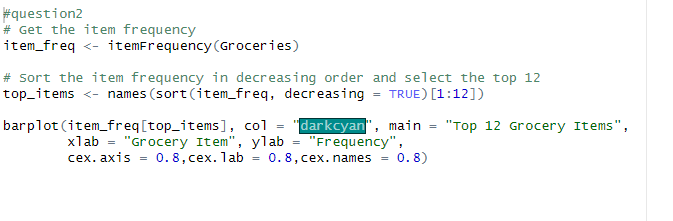 #question2
# Get the item frequency
item_freq <- itemFrequency(Groceries)
# Sort the item frequency in decreasing order and select the top 12
top_items <- names(sort(item_freq, decreasing = TRUE)[1:12])
barplot(item_freq[top_items], col = "darkcyan", main = "Top 12 Grocery Items",
xlab = "Grocery Item", ylab = "Frequency",
cex.axis = 0.8,cex.lab = 0.8,cex.names = 0.8)